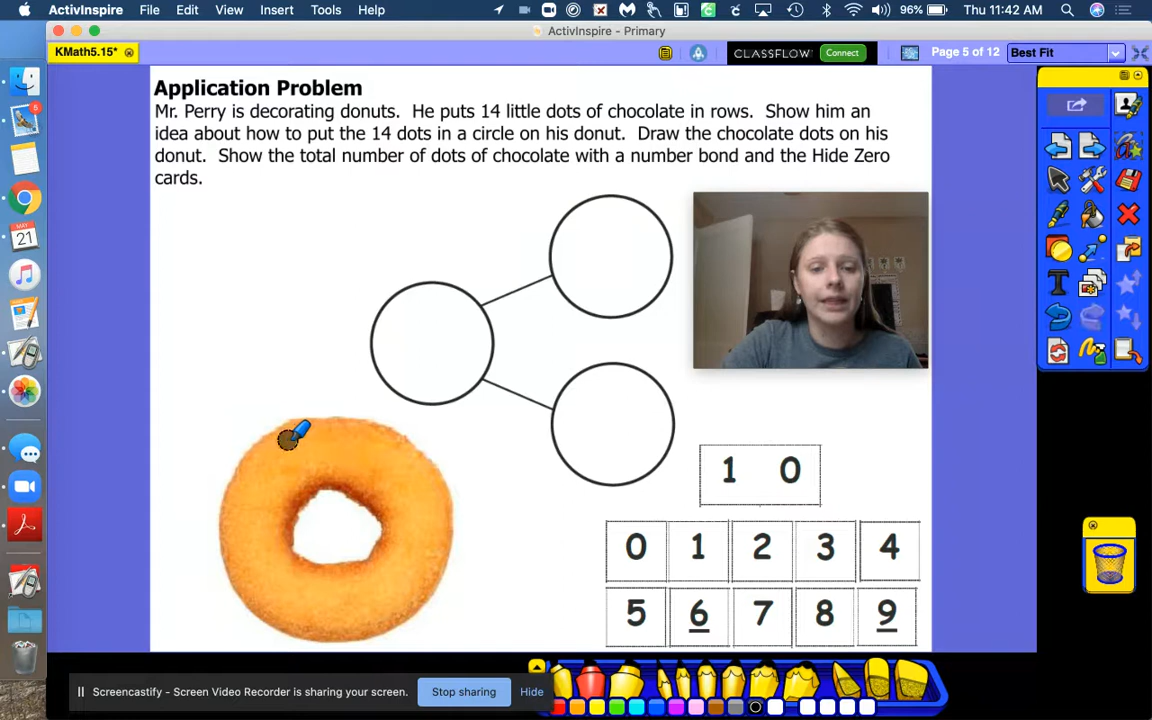 ActivInspire File Edit View Insert Tools Help 96% Thu 11:42 AM
ActivInspire - Primary
KMath5.15* CLASSFLOW Connect Page 5 of 12 Best Fit
Application Problem
Mr. Perry is decorating donuts. He puts 14 little dots of chocolate in rows. Show him an
idea about how to put the 14 dots in a circle on his donut. Draw the chocolate dots on his
donut. Show the total number of dots of chocolate with a number bond and the Hide Zero
cards.
1 0
0 1 2 3 4
5 6 7 8 9
Screencastify - Screen Video Recorder is sharing your screen. Stop sharing Hide